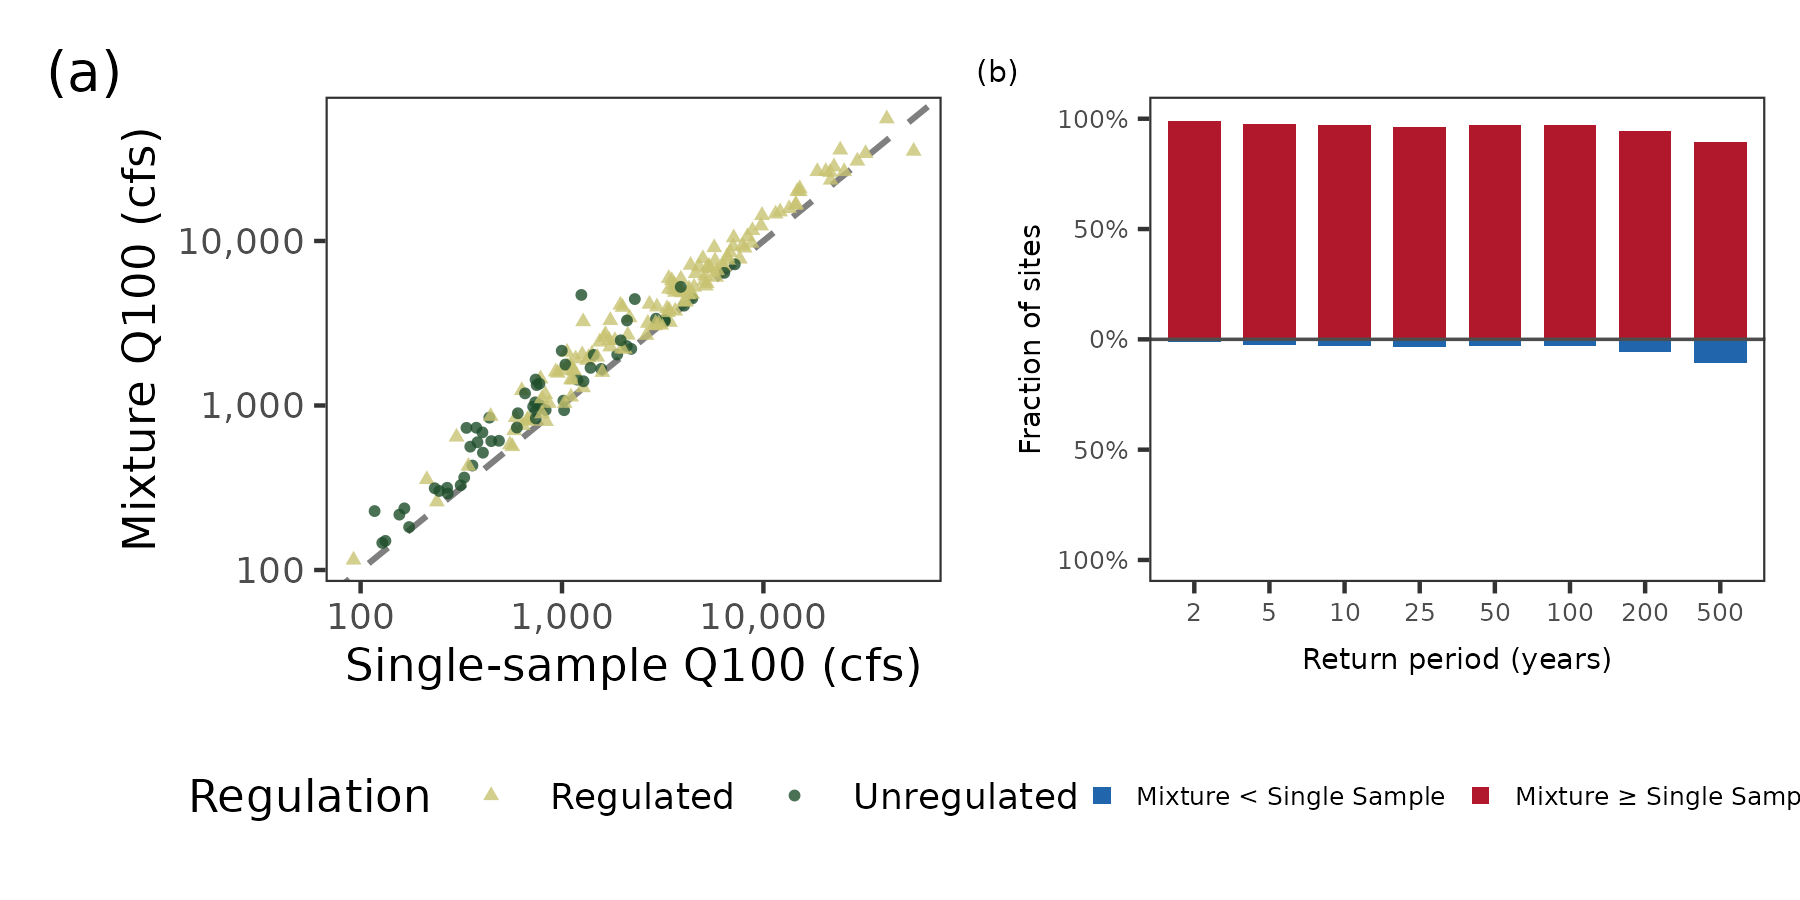 (a)
Mixture Q100 (cfs)
10,000
1,000
100
100 1,000 10,000
Single-sample Q100 (cfs)
(b)
Fraction of sites
100%
50%
0%
50%
100%
2 5 10 25 50 100 200 500
Return period (years)
Regulation Regulated Unregulated
Mixture < Single Sample Mixture ≥ Single Samp